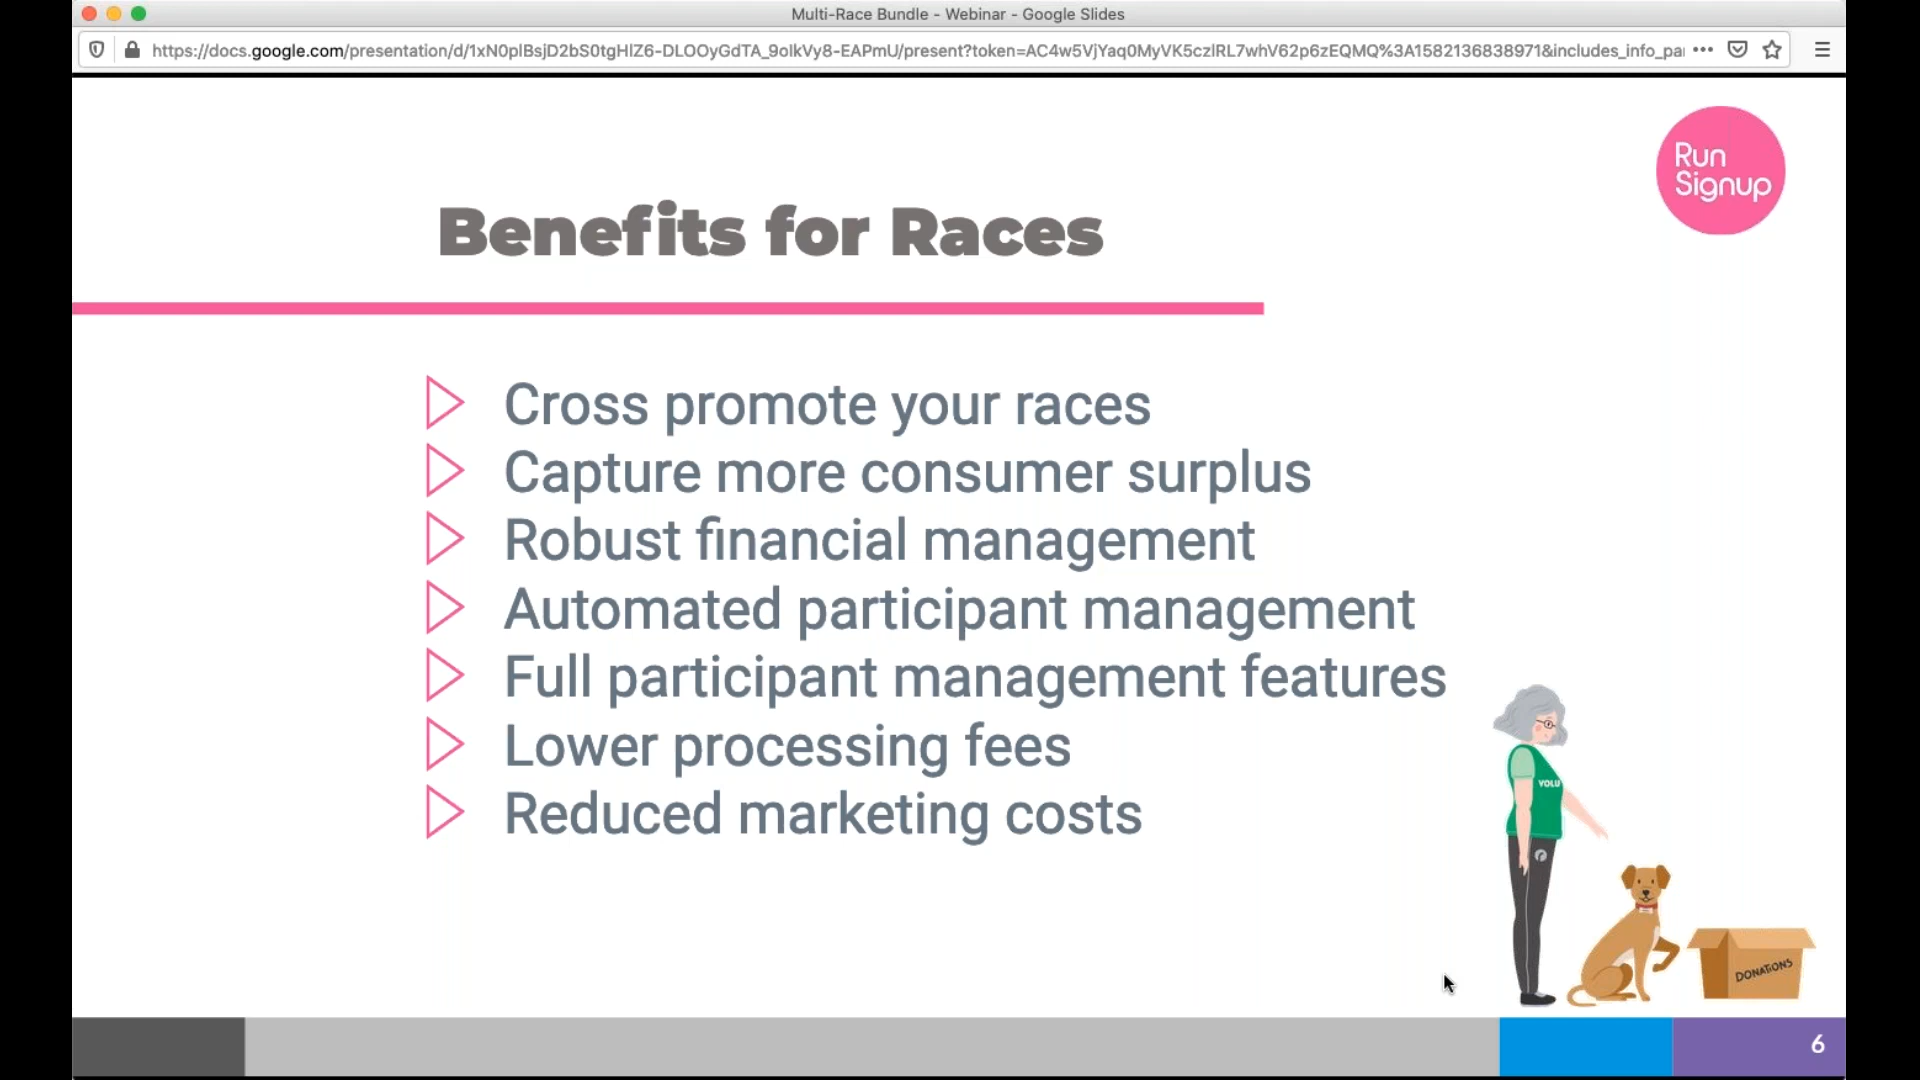 Multi-Race Bundle - Webinar - Google Slides
https://docs.google.com/presentation/d/1xN0plBsjD2bS0tgHIZ6-DLOOyGdTA_9olkVy8-EAPmU/present?token=AC4w5VjYaq0MyVK5czlRL7whV62p6zEQMQ%3A1582136838971&includes_info_pa
Run
Signup
Benefits for Races
Cross promote your races
Capture more consumer surplus
Robust financial management
Automated participant management
Full participant management features
Lower processing fees
Reduced marketing costs
VOLU
DONATIONS
6